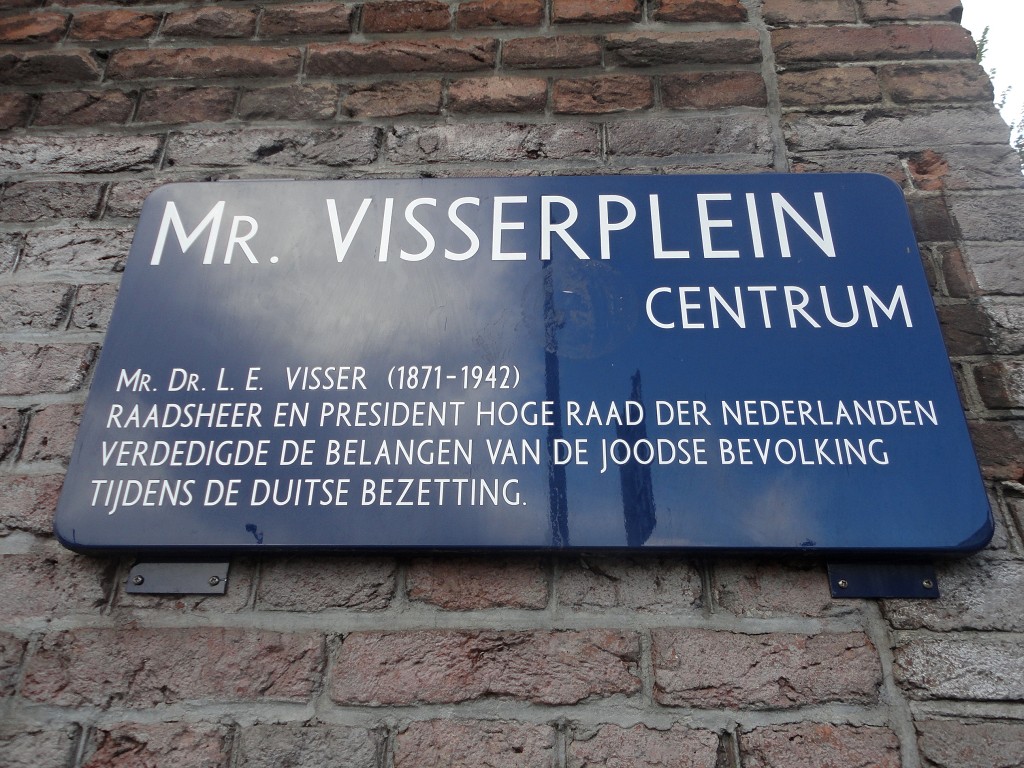 MR. VISSERPLEIN
CENTRUM
MR. DR. L. E. VISSER (1871-1942)
RAADSHEER EN PRESIDENT HOGE RAAD DER NEDERLANDEN
VERDEDIGDE DE BELANGEN VAN DE JOODSE BEVOLKING
TIJDENS DE DUITSE BEZETTING.